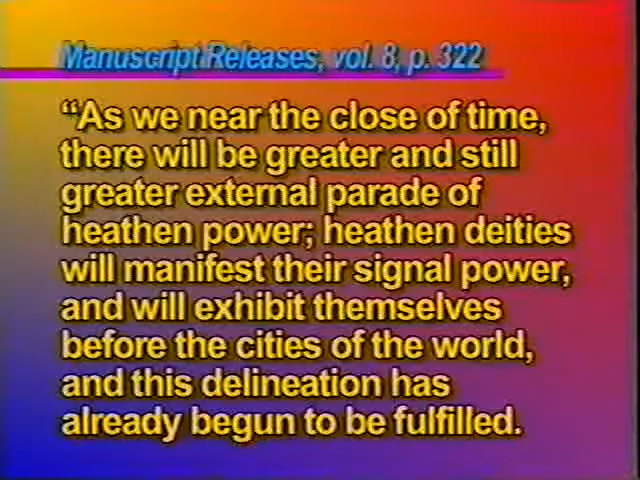 Manuscript Releases, vol. 8, p. 322
“As we near the close of time,
there will be greater and still
greater external parade of
heathen power; heathen deities
will manifest their signal power,
and will exhibit themselves
before the cities of the world,
and this delineation has
already begun to be fulfilled.